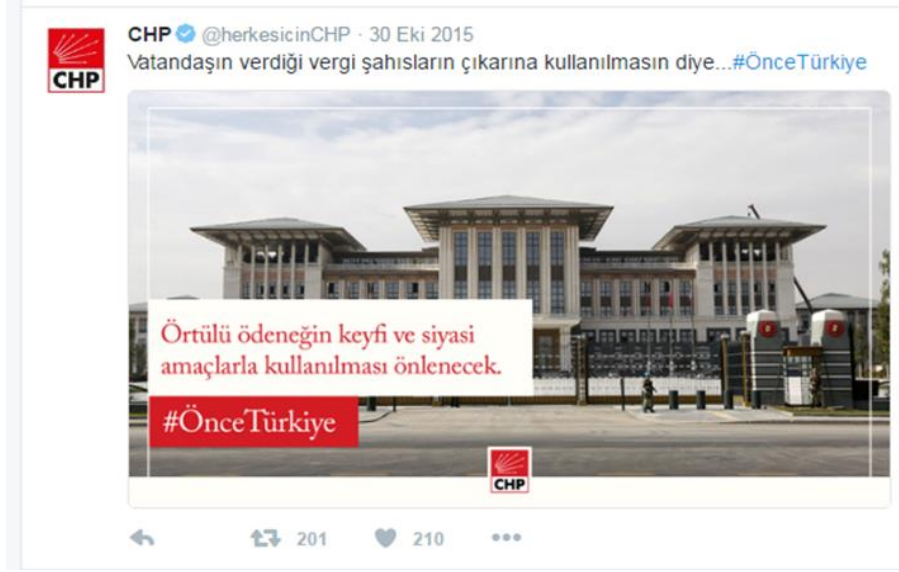 CHP @herkesicinCHP · 30 Eki 2015
CHP
Vatandaşın verdiği vergi şahısların çıkarına kullanılmasın diye...#ÖnceTürkiye
Örtülü ödeneğin keyfi ve siyasi
amaçlarla kullanılması önlenecek.
#ÖnceTürkiye
CHP
201 210